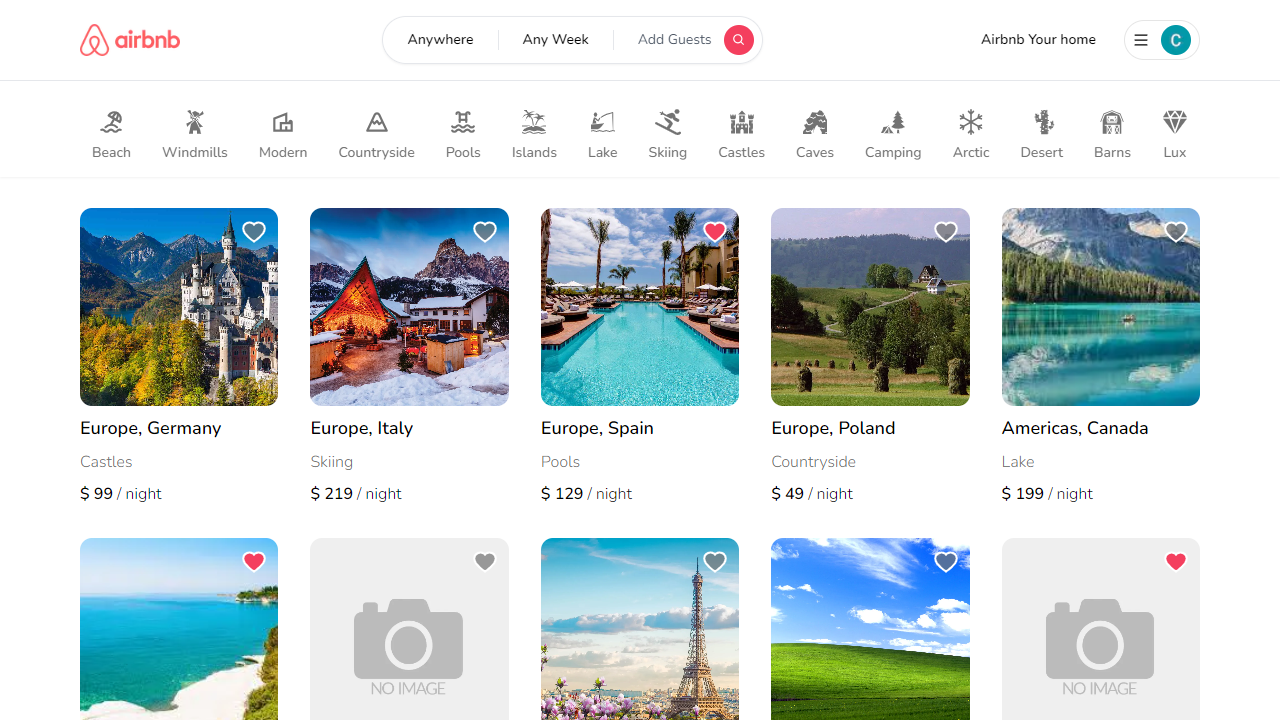 airbnb
Anywhere
Any Week
Add Guests
Airbnb Your home
C
Beach
Windmills
Modern
Countryside
Pools
Islands
Lake
Skiing
Castles
Caves
Camping
Arctic
Desert
Barns
Lux
Europe, Germany
Castles
$ 99 / night
Europe, Italy
Skiing
$ 219 / night
Europe, Spain
Pools
$ 129 / night
Europe, Poland
Countryside
$ 49 / night
Americas, Canada
Lake
$ 199 / night
NO IMAGE
NO IMAGE